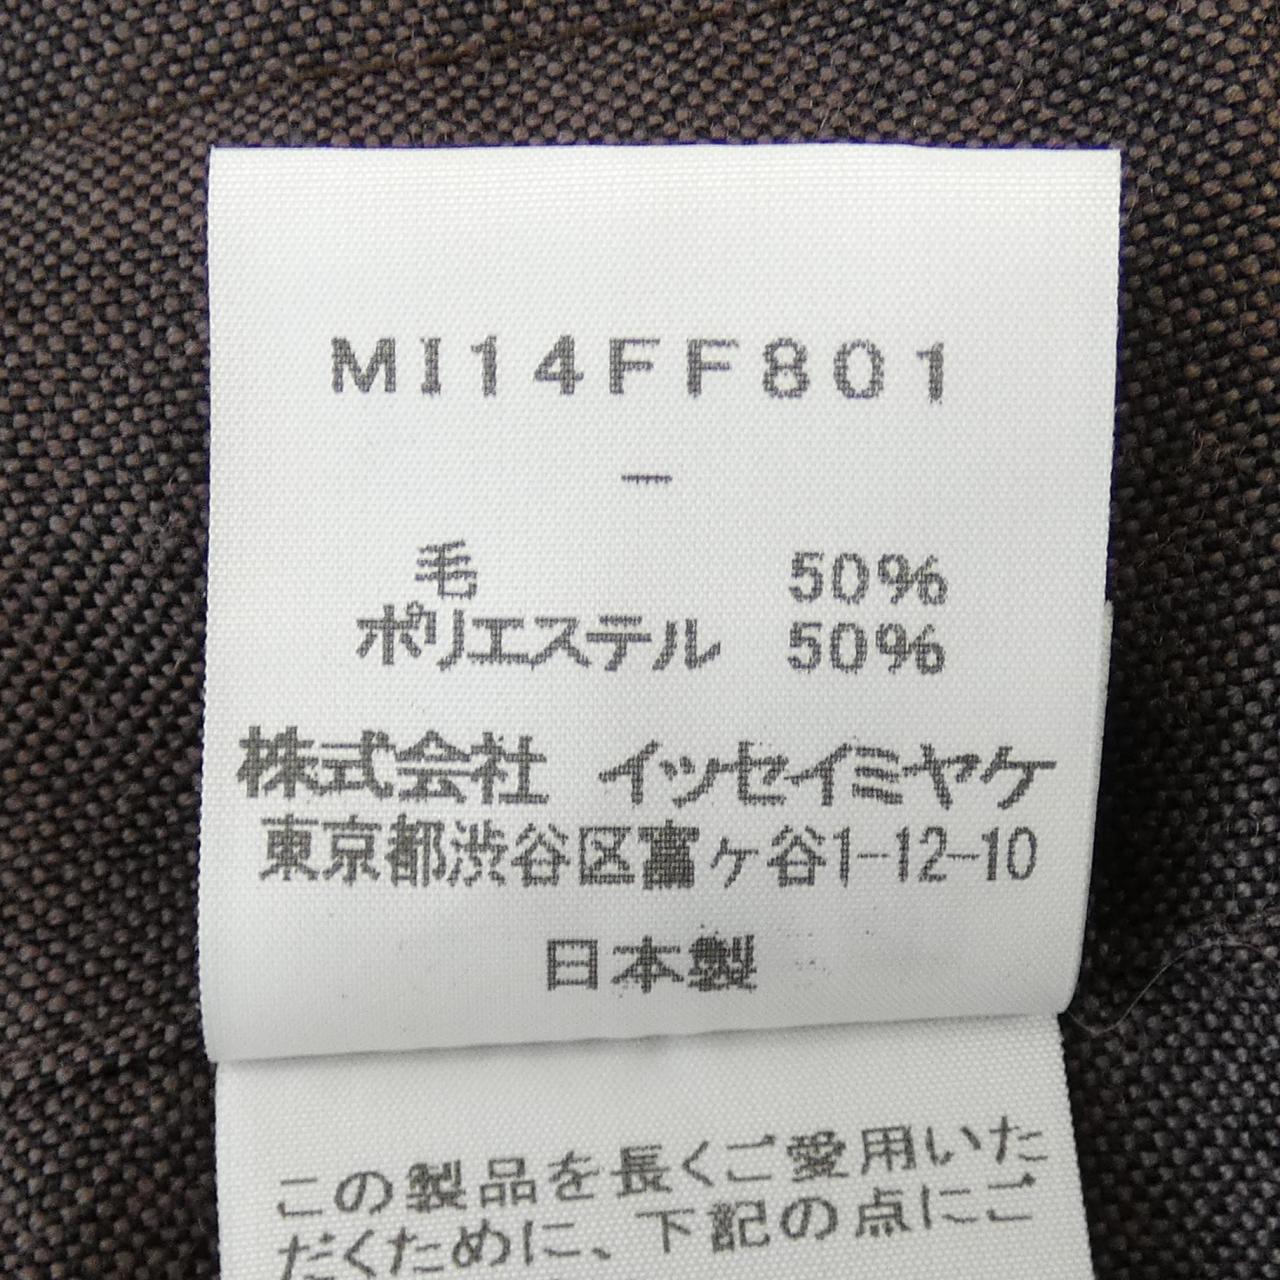 MI14FF801
—
毛 50%
ポリエステル 50%
株式会社 イッセイミヤケ
東京都渋谷区富ヶ谷1-12-10
日本製
この製品を長くご愛用いた
だくために、下記の点にご